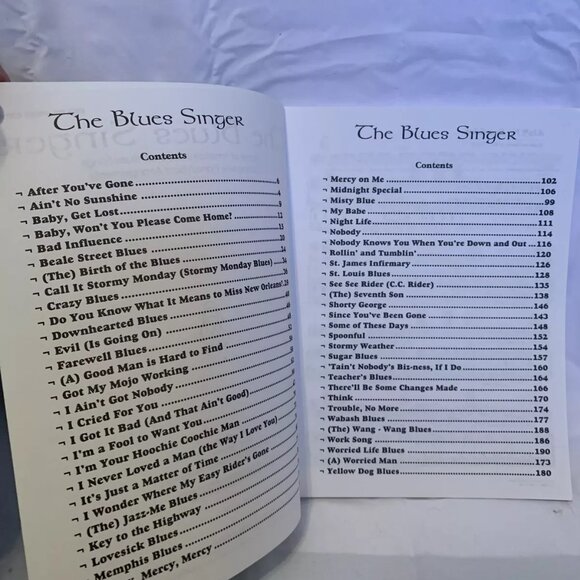 The Blues Singer
Contents
¬ After You've Gone 6
¬ Ain't No Sunshine 4
¬ Baby, Get Lost 9
¬ Baby, Won't You Please Come Home? 12
¬ Bad Influence 15
¬ Beale Street Blues 20
¬ (The) Birth of the Blues
¬ Call It Stormy Monday (Stormy Monday Blues)
¬ Crazy Blues
¬ Do You Know What It Means to Miss New Orleans
¬ Downhearted Blues
¬ Evil (Is Going On)
¬ Farewell Blues
¬ (A) Good Man is Hard to Find
¬ Got My Mojo Working
¬ I Ain't Got Nobody
¬ I Cried For You
¬ I Got It Bad (And That Ain't Good)
¬ I'm a Fool to Want You
¬ I'm Your Hoochie Coochie Man
¬ I Never Loved a Man (the Way I Love You)
¬ It's Just a Matter of Time
¬ I Wonder Where My Easy Rider's Gone
¬ (The) Jazz-Me Blues
¬ Key to the Highway
¬ Lovesick Blues
Memphis Blues
Mercy, Mercy
The Blues Singer
Contents
¬ Mercy on Me 102
¬ Midnight Special 106
¬ Misty Blue 99
¬ My Babe 108
¬ Night Life 111
¬ Nobody 114
¬ Nobody Knows You When You're Down and Out 116
¬ Rollin' and Tumblin' 120
¬ St. James Infirmary 126
¬ St. Louis Blues 128
¬ See See Rider (C.C. Rider) 135
¬ (The) Seventh Son 138
¬ Shorty George 146
¬ Since You've Been Gone 143
¬ Some of These Days 148
¬ Spoonful 152
¬ Stormy Weather 154
¬ Sugar Blues 157
¬ 'Tain't Nobody's Biz-ness, If I Do 160
¬ Teacher's Blues 164
¬ There'll Be Some Changes Made 166
¬ Think 170
¬ Trouble, No More 174
¬ Wabash Blues 177
¬ (The) Wang - Wang Blues 188
¬ Work Song 186
¬ Worried Life Blues 190
¬ (A) Worried Man 173
¬ Yellow Dog Blues 180